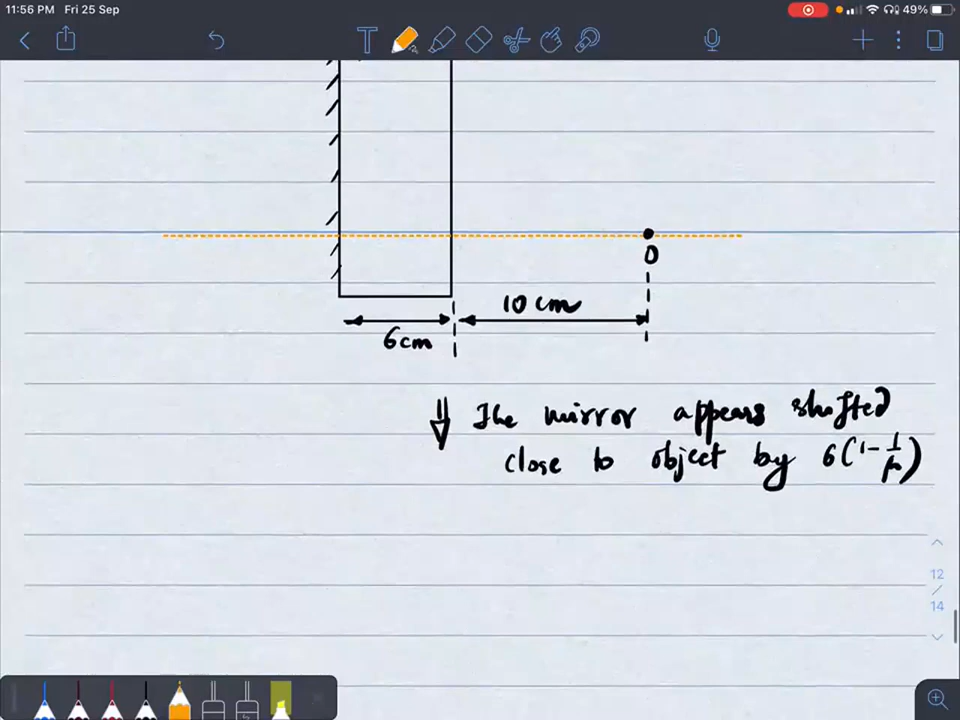 11:56 PM Fri 25 Sep
49%
T
O
10 cm
6cm
⇓ The mirror appears shifted
close to object by 6(1-1/μ)
12
/
14